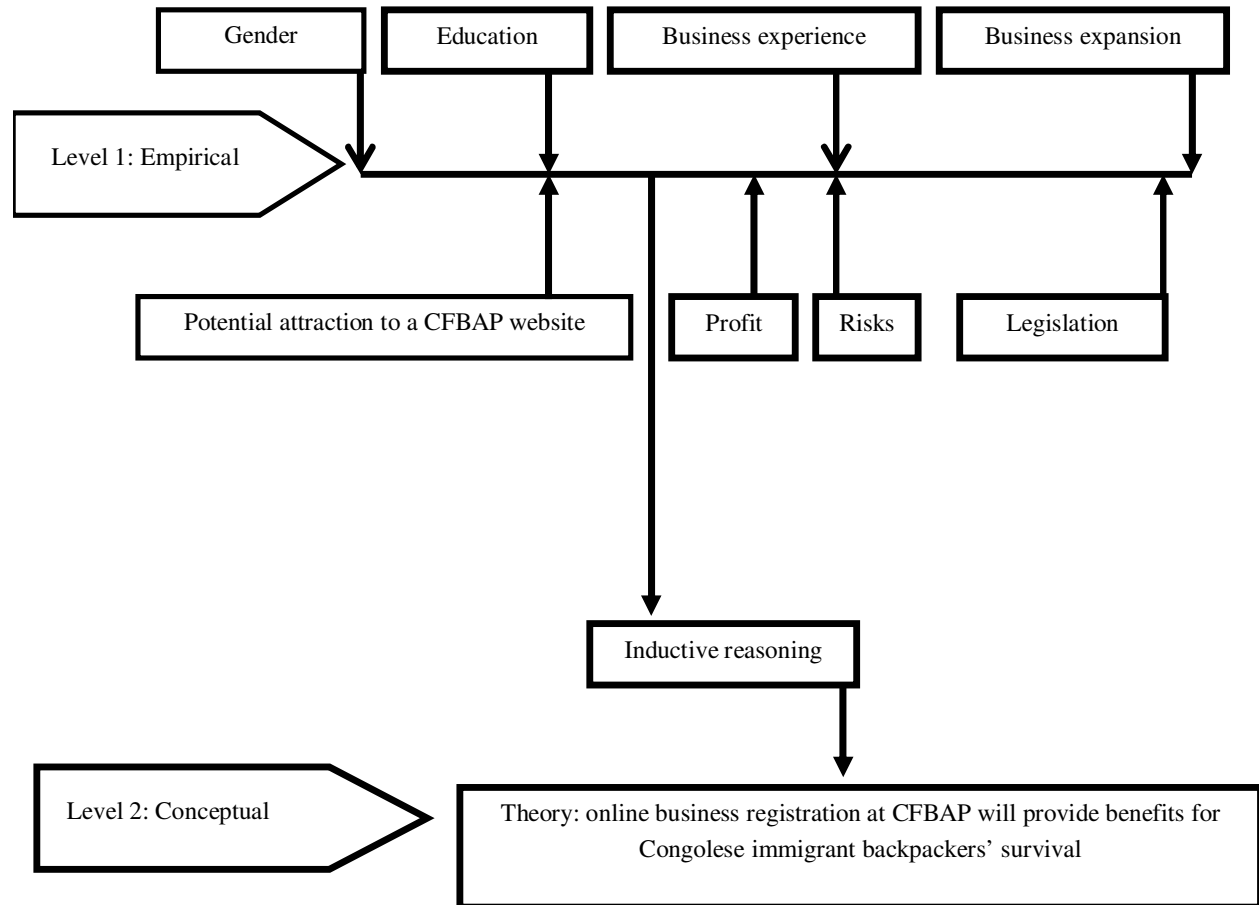 Gender
Education
Business experience
Business expansion
Level 1: Empirical
Potential attraction to a CFBAP website
Profit
Risks
Legislation
Inductive reasoning
Level 2: Conceptual
Theory: online business registration at CFBAP will provide benefits for
Congolese immigrant backpackers’ survival